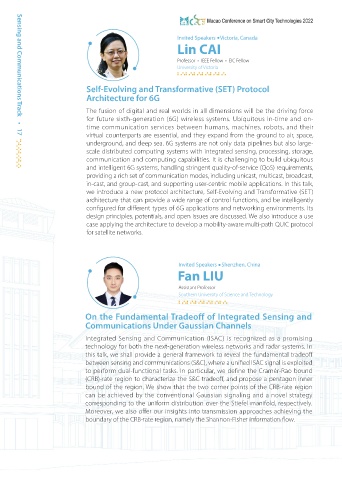 Macao Conference on Smart City Technologies 2022
Sensing and Communications Track • 17
Invited Speakers • Victoria, Canada
Lin CAI
Professor • IEEE Fellow • EIC Fellow
University of Victoria
Self-Evolving and Transformative (SET) Protocol
Architecture for 6G
The fusion of digital and real worlds in all dimensions will be the driving force
for future sixth-generation (6G) wireless systems. Ubiquitous in-time and on-
time communication services between humans, machines, robots, and their
virtual counterparts are essential, and they expand from the ground to air, space,
underground, and deep sea. 6G systems are not only data pipelines but also large-
scale distributed computing systems with integrated sensing, processing, storage,
communication and computing capabilities. It is challenging to build ubiquitous
and intelligent 6G systems, handling stringent quality-of-service (QoS) requirements,
providing a rich set of communication modes, including unicast, multicast, broadcast,
in-cast, and group-cast, and supporting user-centric mobile applications. In this talk,
we introduce a new protocol architecture, Self-Evolving and Transformative (SET)
architecture that can provide a wide range of control functions, and be intelligently
configured for different types of 6G applications and networking environments. Its
design principles, potentials, and open issues are discussed. We also introduce a use
case applying the architecture to develop a mobility-aware multi-path QUIC protocol
for satellite networks.
Invited Speakers • Shenzhen, China
Fan LIU
Assistant Professor
Southern University of Science and Technology
On the Fundamental Tradeoff of Integrated Sensing and
Communications Under Gaussian Channels
Integrated Sensing and Communication (ISAC) is recognized as a promising
technology for both the next-generation wireless networks and radar systems. In
this talk, we shall provide a general framework to reveal the fundamental tradeoff
between sensing and communications (S&C), where a unified ISAC signal is exploited
to perform dual-functional tasks. In particular, we define the Cramér-Rao bound
(CRB)-rate region to characterize the S&C tradeoff, and propose a pentagon inner
bound of the region. We show that the two corner points of the CRB-rate region
can be achieved by the conventional Gaussian signaling and a novel strategy
corresponding to the uniform distribution over the Stiefel manifold, respectively.
Moreover, we also offer our insights into transmission approaches achieving the
boundary of the CRB-rate region, namely the Shannon-Fisher information flow.